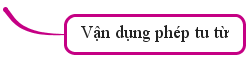 Vận dụng phép tu từ